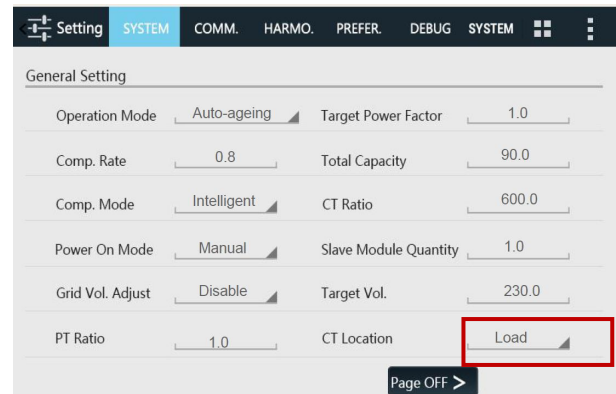 Setting SYSTEM COMM. HARMO. PREFER. DEBUG SYSTEM
General Setting
Operation Mode Auto-ageing Target Power Factor 1.0
Comp. Rate 0.8 Total Capacity 90.0
Comp. Mode Intelligent CT Ratio 600.0
Power On Mode Manual Slave Module Quantity 1.0
Grid Vol. Adjust Disable Target Vol. 230.0
PT Ratio 1.0 CT Location Load
Page OFF >